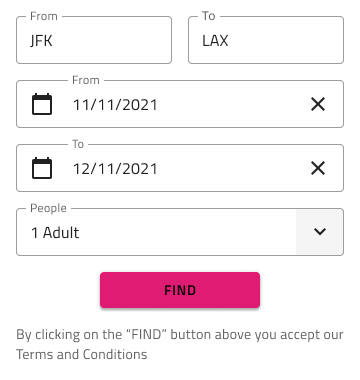 From
To
JFK
LAX
From
11/11/2021
To
12/11/2021
People
1 Adult
FIND
By clicking on the “FIND” button above you accept our
Terms and Conditions